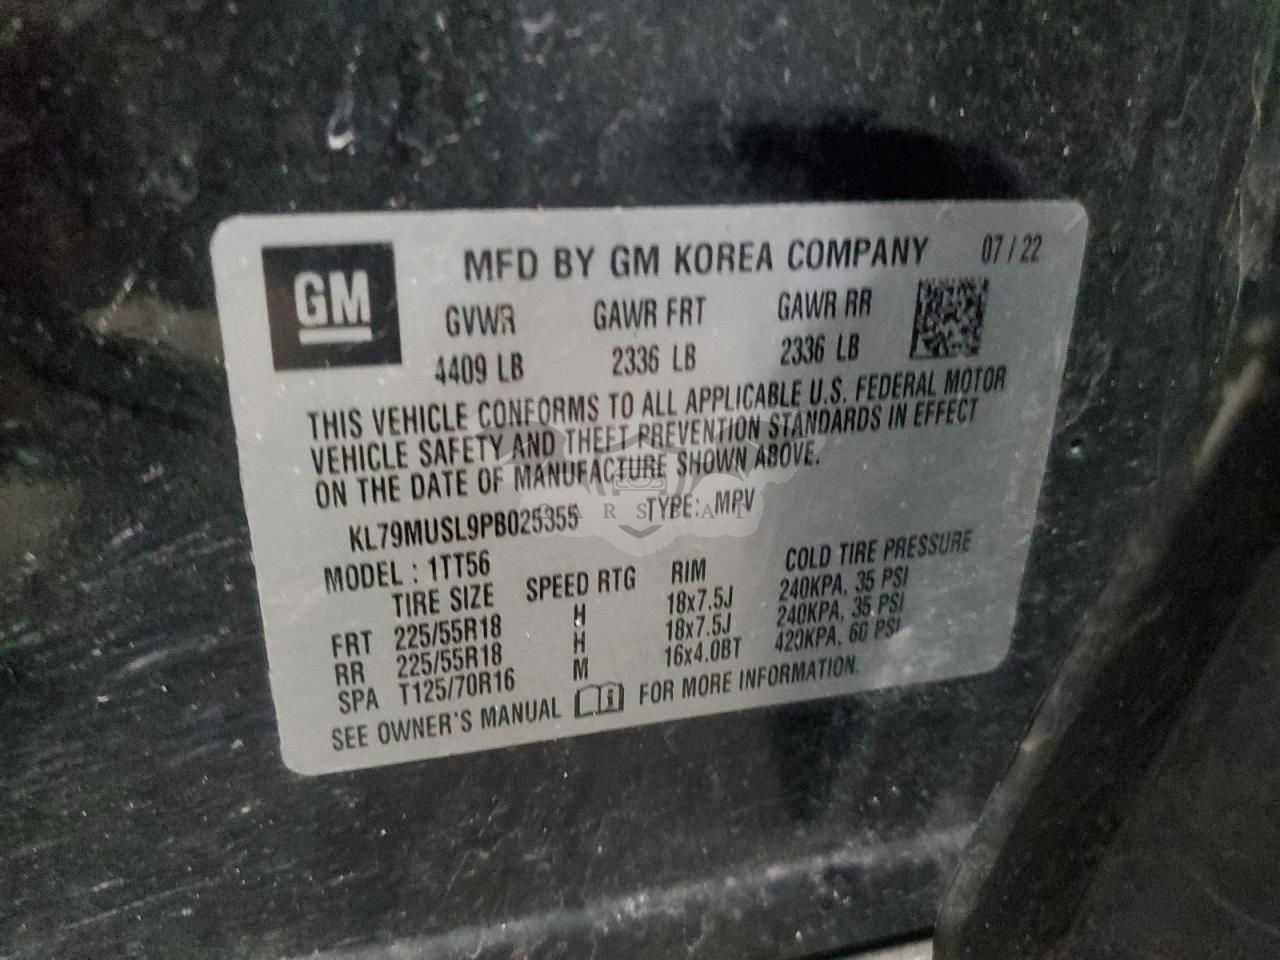 GM
MFD BY GM KOREA COMPANY 07 / 22
GVWR GAWR FRT GAWR RR
4409 LB 2336 LB 2336 LB
THIS VEHICLE CONFORMS TO ALL APPLICABLE U.S. FEDERAL MOTOR
VEHICLE SAFETY AND THEFT PREVENTION STANDARDS IN EFFECT
ON THE DATE OF MANUFACTURE SHOWN ABOVE.
KL79MUSL9PB025355 TYPE: MPV
MODEL : 1TT56
TIRE SIZE SPEED RTG RIM COLD TIRE PRESSURE
FRT 225/55R18 H 18x7.5J 240KPA, 35 PSI
RR 225/55R18 H 18x7.5J 240KPA, 35 PSI
SPA T125/70R16 M 16x4.0BT 420KPA, 60 PSI
SEE OWNER'S MANUAL FOR MORE INFORMATION.